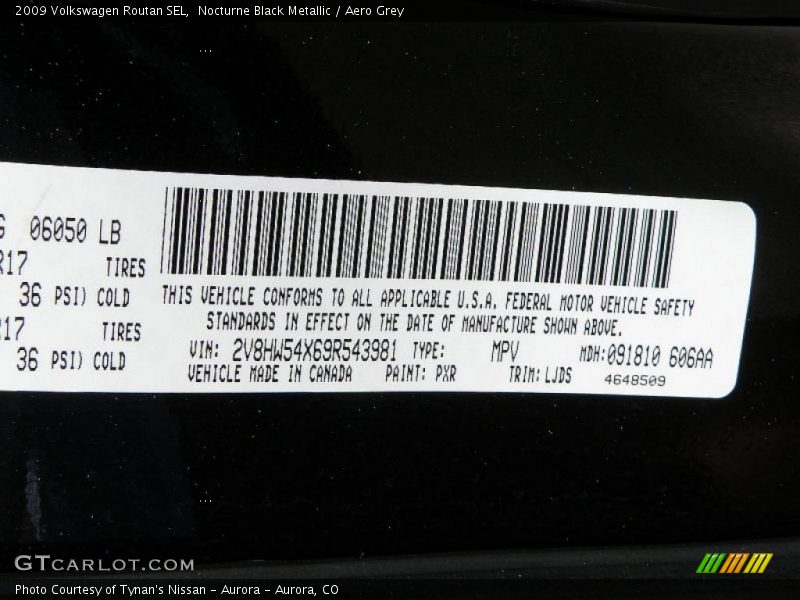 2009 Volkswagen Routan SEL, Nocturne Black Metallic / Aero Grey
06050 LB
R17 TIRES
36 PSI) COLD
THIS VEHICLE CONFORMS TO ALL APPLICABLE U.S.A. FEDERAL MOTOR VEHICLE SAFETY
STANDARDS IN EFFECT ON THE DATE OF MANUFACTURE SHOWN ABOVE.
17 TIRES
36 PSI) COLD
VIN: 2V8HW54X69R543981 TYPE: MPV MDH:091810 606AA
VEHICLE MADE IN CANADA PAINT: PXR TRIM:LJDS 4648509
GTCARLOT.COM
Photo Courtesy of Tynan's Nissan - Aurora - Aurora, CO